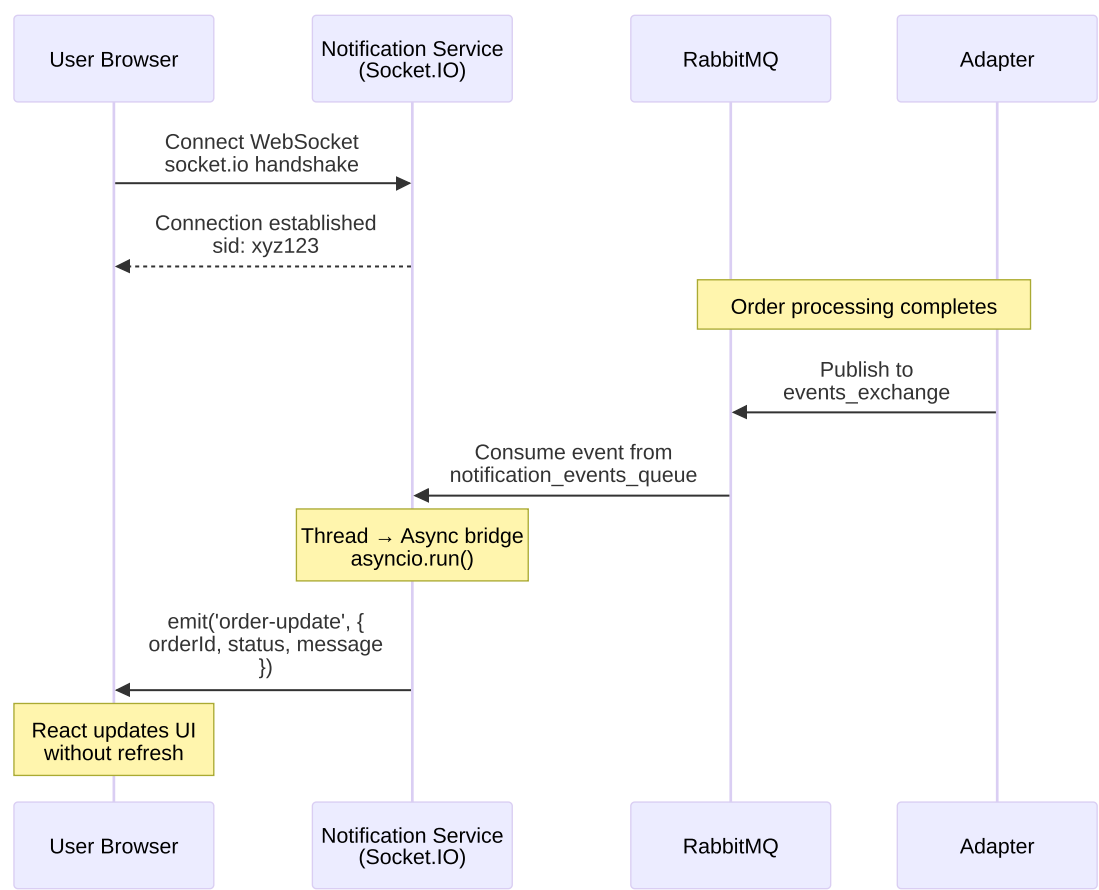 User Browser
Notification Service
(Socket.IO)
RabbitMQ
Adapter
Connect WebSocket
socket.io handshake
Connection established
sid: xyz123
Order processing completes
Publish to
events_exchange
Consume event from
notification_events_queue
Thread → Async bridge
asyncio.run()
emit('order-update', {
orderId, status, message
})
React updates UI
without refresh
User Browser
Notification Service
(Socket.IO)
RabbitMQ
Adapter